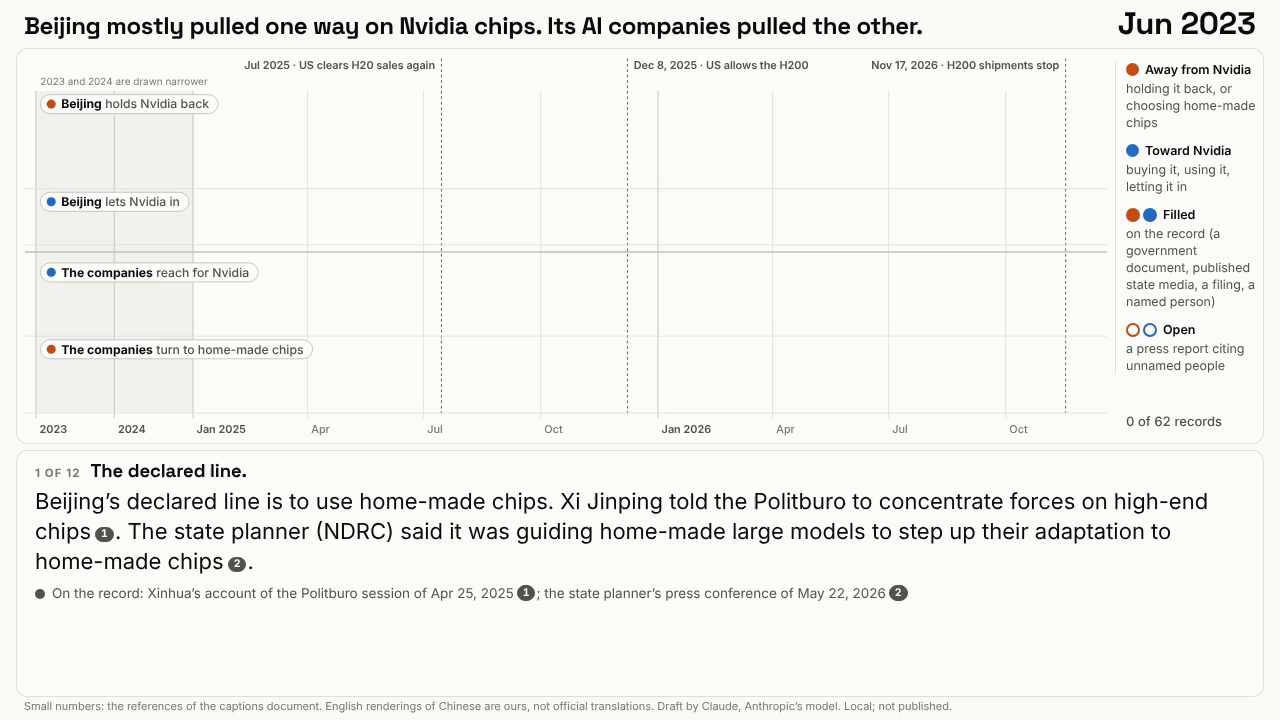 Beijing mostly pulled one way on Nvidia chips. Its AI companies pulled the other.
Jun 2023
Jul 2025 · US clears H20 sales again
Dec 8, 2025 · US allows the H200
Nov 17, 2026 · H200 shipments stop
2023 and 2024 are drawn narrower
Beijing holds Nvidia back
Beijing lets Nvidia in
The companies reach for Nvidia
The companies turn to home-made chips
2023
2024
Jan 2025
Apr
Jul
Oct
Jan 2026
Apr
Jul
Oct
Away from Nvidia
holding it back, or
choosing home-made
chips
Toward Nvidia
buying it, using it,
letting it in
Filled
on the record (a
government
document, published
state media, a filing, a
named person)
Open
a press report citing
unnamed people
0 of 62 records
1 OF 12 The declared line.
Beijing’s declared line is to use home-made chips. Xi Jinping told the Politburo to concentrate forces on high-end
chips 1. The state planner (NDRC) said it was guiding home-made large models to step up their adaptation to
home-made chips 2.
On the record: Xinhua’s account of the Politburo session of Apr 25, 2025 1; the state planner’s press conference of May 22, 2026 2
Small numbers: the references of the captions document. English renderings of Chinese are ours, not official translations. Draft by Claude, Anthropic’s model. Local; not published.